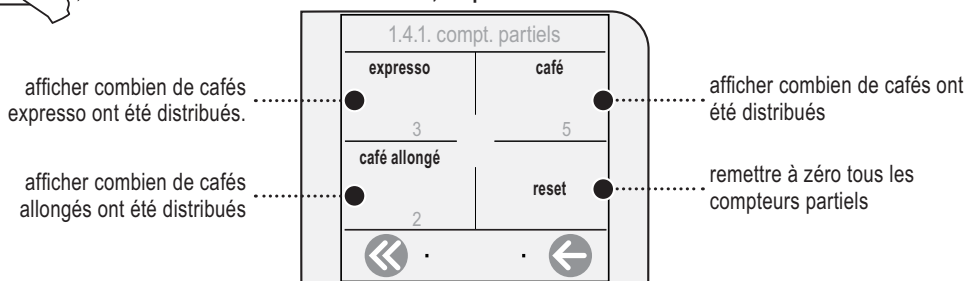 1.4.1. compt. partiels
afficher combien de cafés
expresso ont été distribués.
expresso
3
café
5
afficher combien de cafés ont
été distribués
afficher combien de cafés
allongés ont été distribués
café allongé
2
reset
remettre à zéro tous les
compteurs partiels